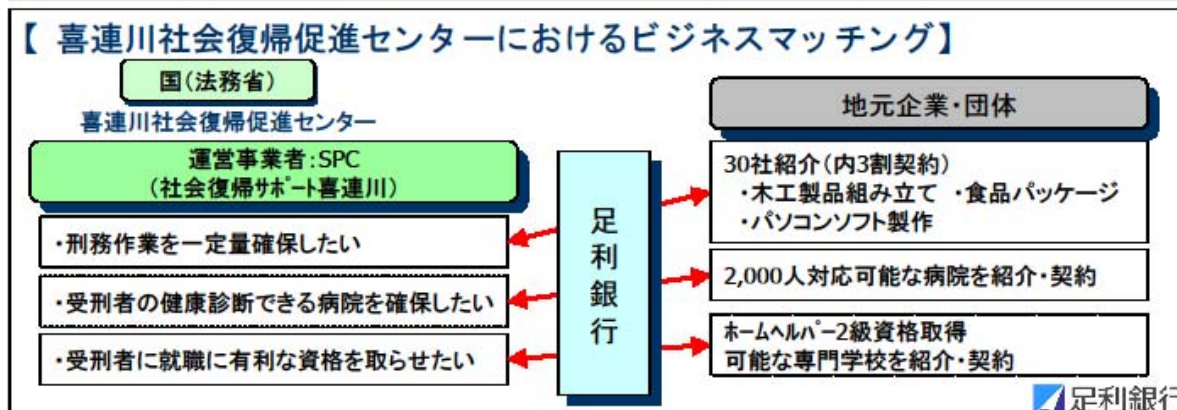 【 喜連川社会復帰促進センターにおけるビジネスマッチング】
国(法務省)
喜連川社会復帰促進センター
運営事業者:SPC
(社会復帰サポート喜連川)
・刑務作業を一定量確保したい
・受刑者の健康診断できる病院を確保したい
・受刑者に就職に有利な資格を取らせたい
足利銀行
地元企業・団体
30社紹介(内3割契約)
・木工製品組み立て ・食品パッケージ
・パソコンソフト製作
2,000人対応可能な病院を紹介・契約
ホームヘルパー2級資格取得
可能な専門学校を紹介・契約
足利銀行